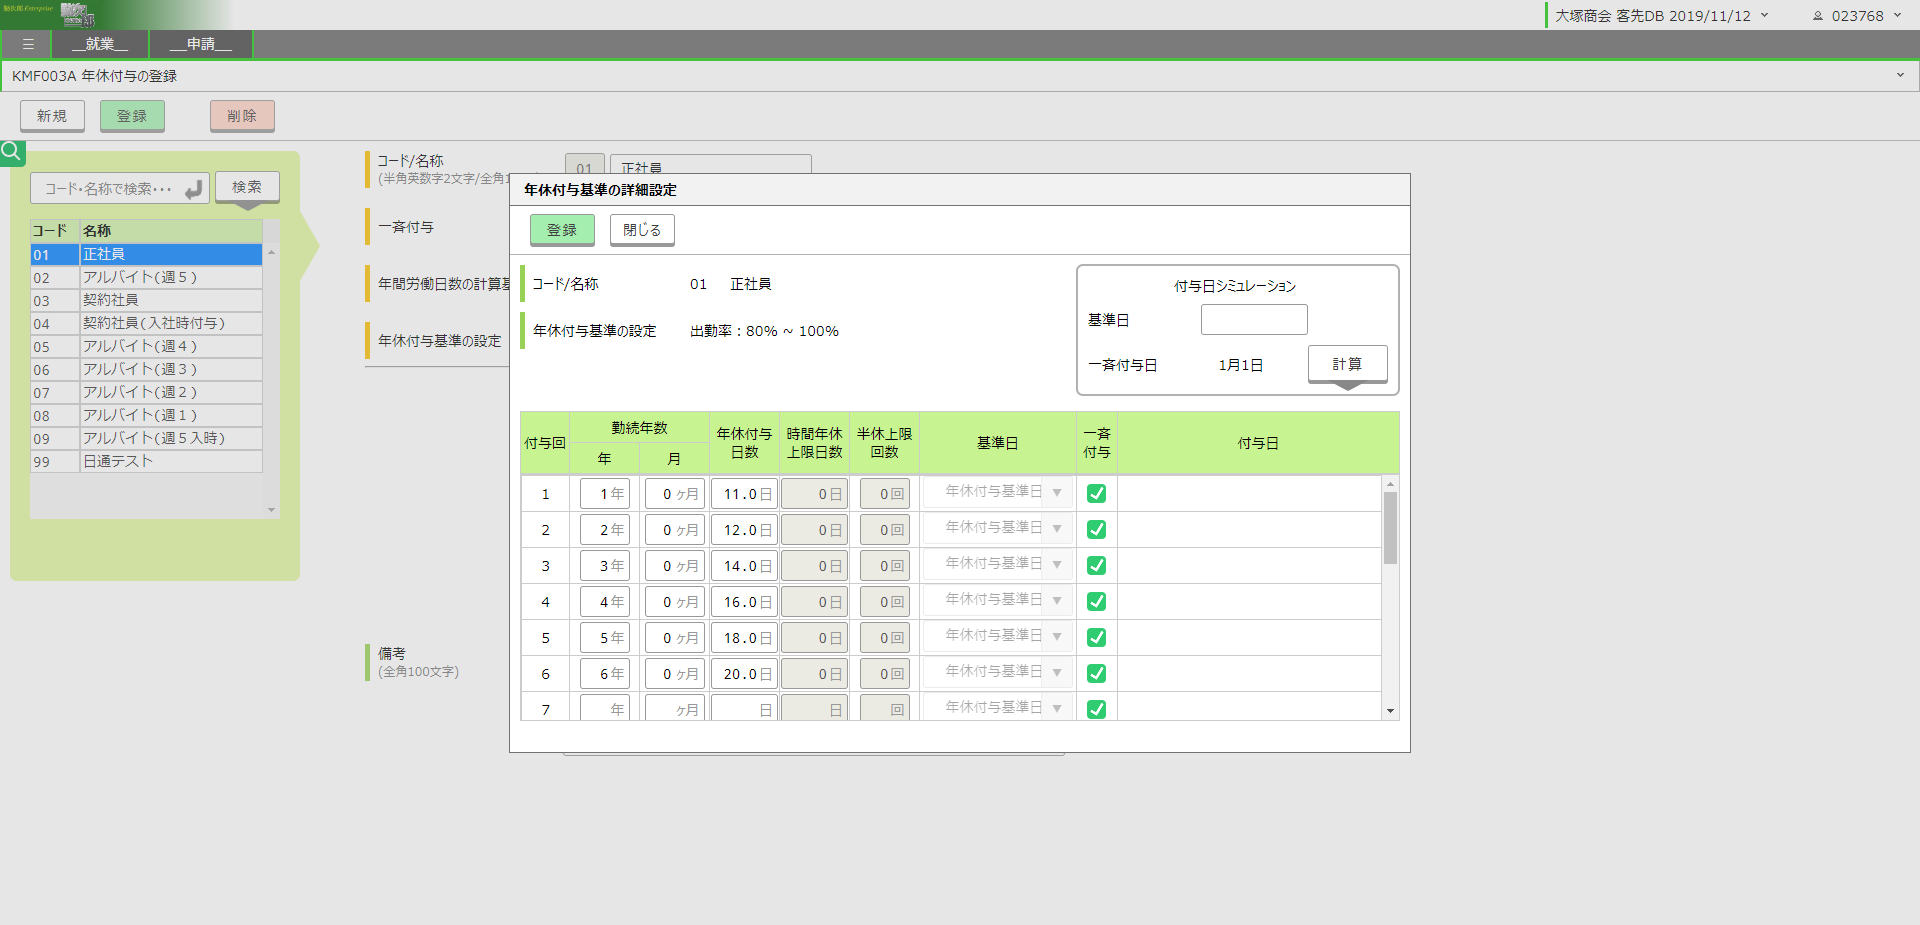 勤次郎 Enterprise
大塚商会 客先DB 2019/11/12
023768
__就業__
__申請__
KMF003A 年休付与の登録
新規
登録
削除
コード・名称で検索・・・
検索
コード 名称
01 正社員
02 アルバイト(週５)
03 契約社員
04 契約社員(入社時付与)
05 アルバイト(週４)
06 アルバイト(週３)
07 アルバイト(週２)
08 アルバイト(週１)
09 アルバイト(週５入時)
99 日通テスト
コード/名称
(半角英数字2文字/全角1
01 正社員
一斉付与
年間労働日数の計算基
年休付与基準の設定
備考
(全角100文字)
年休付与基準の詳細設定
登録
閉じる
コード/名称 01 正社員
年休付与基準の設定 出勤率：80% ~ 100%
付与日シミュレーション
基準日
一斉付与日 1月1日
計算
付与回 勤続年数 年 月 年休付与日数 時間年休上限日数 半休上限回数 基準日 一斉付与 付与日
1 1年 0ヶ月 11.0日 0日 0回 年休付与基準日 ▼
2 2年 0ヶ月 12.0日 0日 0回 年休付与基準日 ▼
3 3年 0ヶ月 14.0日 0日 0回 年休付与基準日 ▼
4 4年 0ヶ月 16.0日 0日 0回 年休付与基準日 ▼
5 5年 0ヶ月 18.0日 0日 0回 年休付与基準日 ▼
6 6年 0ヶ月 20.0日 0日 0回 年休付与基準日 ▼
7 年 ヶ月 日 日 回 年休付与基準日 ▼